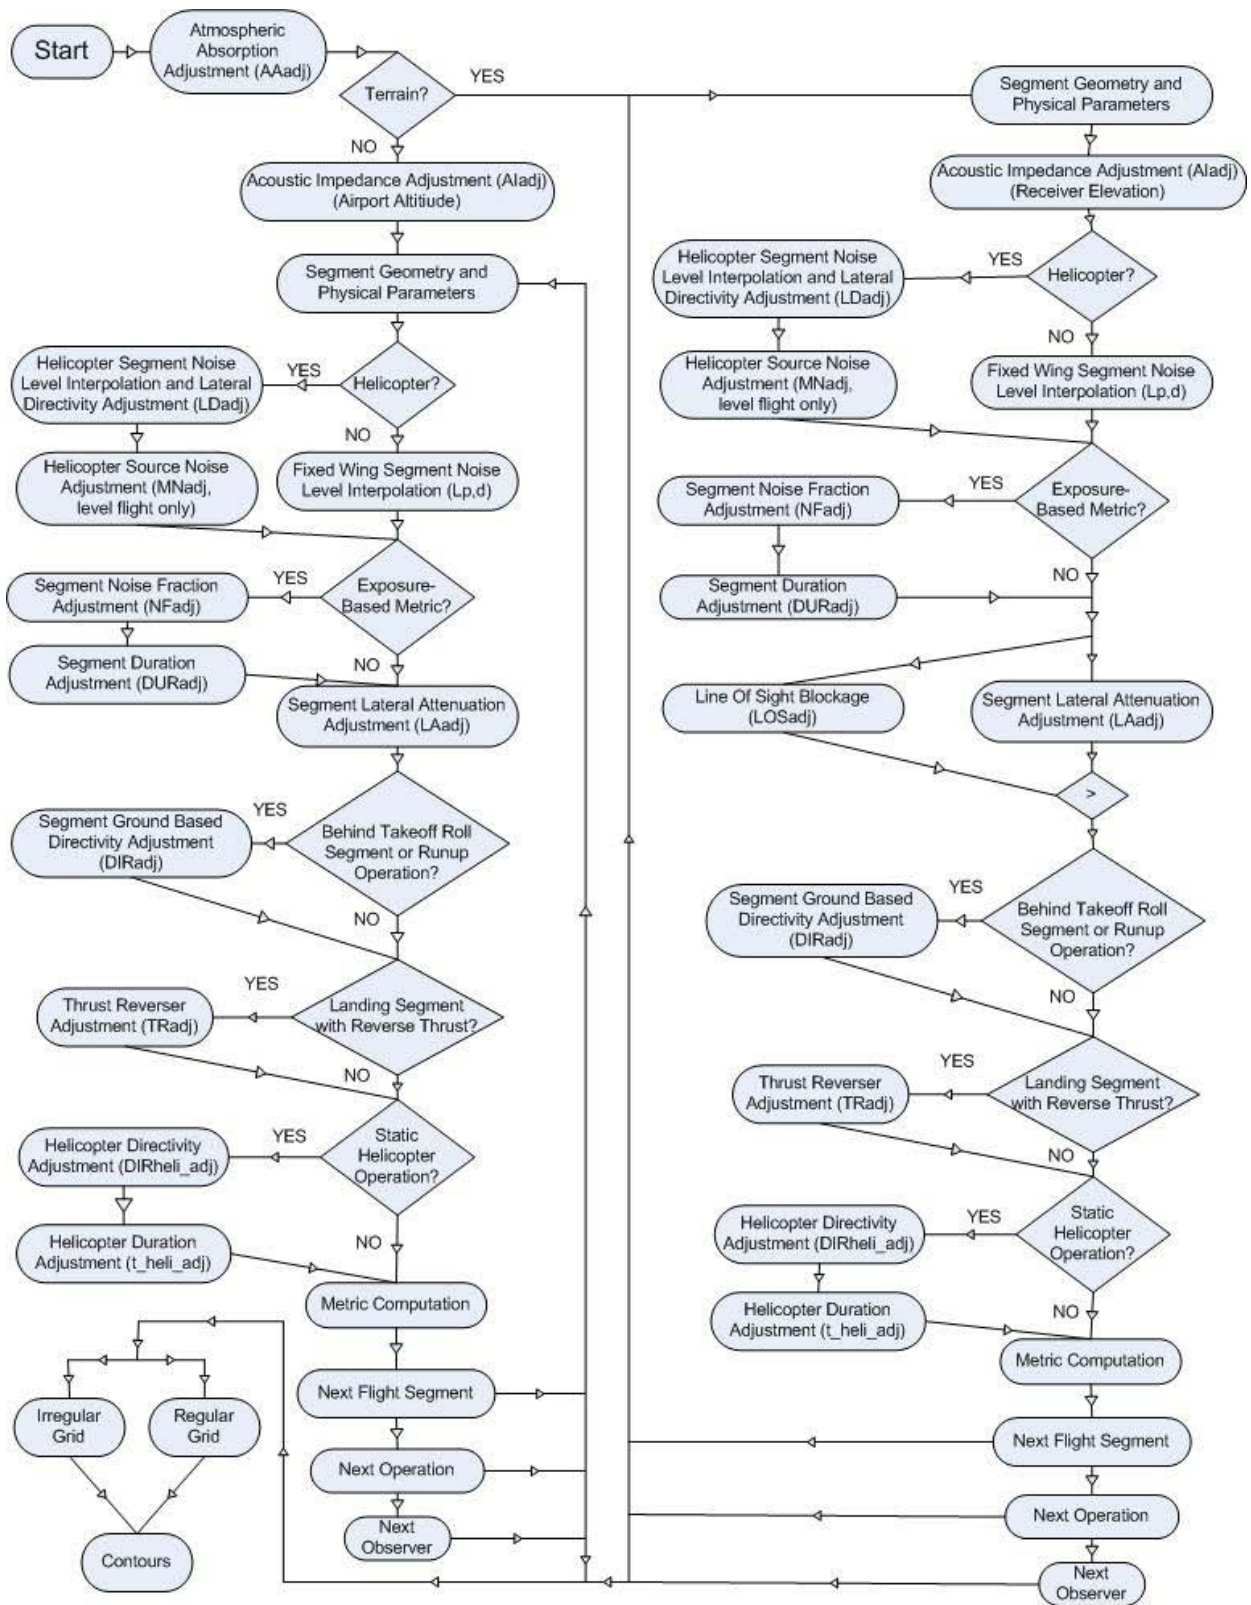 Start
Atmospheric
Absorption
Adjustment (AAadj)
Terrain?
YES
NO
Acoustic Impedance Adjustment (AIadj)
(Airport Altitiude)
Segment Geometry and
Physical Parameters
Helicopter?
YES
Helicopter Segment Noise
Level Interpolation and Lateral
Directivity Adjustment (LDadj)
Helicopter Source Noise
Adjustment (MNadj,
level flight only)
NO
Fixed Wing Segment Noise
Level Interpolation (Lp,d)
Exposure-
Based Metric?
YES
Segment Noise Fraction
Adjustment (NFadj)
Segment Duration
Adjustment (DURadj)
NO
Segment Lateral Attenuation
Adjustment (LAadj)
Behind Takeoff Roll
Segment or Runup
Operation?
YES
Segment Ground Based
Directivity Adjustment
(DIRadj)
NO
Landing Segment
with Reverse Thrust?
YES
Thrust Reverser
Adjustment (TRadj)
NO
Static
Helicopter
Operation?
YES
Helicopter Directivity
Adjustment (DIRheli_adj)
Helicopter Duration
Adjustment (t_heli_adj)
NO
Metric Computation
Next Flight Segment
Next Operation
Next
Observer
Irregular
Grid
Regular
Grid
Contours
Segment Geometry and
Physical Parameters
Acoustic Impedance Adjustment (AIadj)
(Receiver Elevation)
Helicopter?
YES
Helicopter Segment Noise
Level Interpolation and Lateral
Directivity Adjustment (LDadj)
Helicopter Source Noise
Adjustment (MNadj,
level flight only)
NO
Fixed Wing Segment Noise
Level Interpolation (Lp,d)
Exposure-
Based Metric?
YES
Segment Noise Fraction
Adjustment (NFadj)
Segment Duration
Adjustment (DURadj)
NO
Line Of Sight Blockage
(LOSadj)
Segment Lateral Attenuation
Adjustment (LAadj)
>
Behind Takeoff Roll
Segment or Runup
Operation?
YES
Segment Ground Based
Directivity Adjustment
(DIRadj)
NO
Landing Segment
with Reverse Thrust?
YES
Thrust Reverser
Adjustment (TRadj)
NO
Static
Helicopter
Operation?
YES
Helicopter Directivity
Adjustment (DIRheli_adj)
Helicopter Duration
Adjustment (t_heli_adj)
NO
Metric Computation
Next Flight Segment
Next Operation
Next
Observer